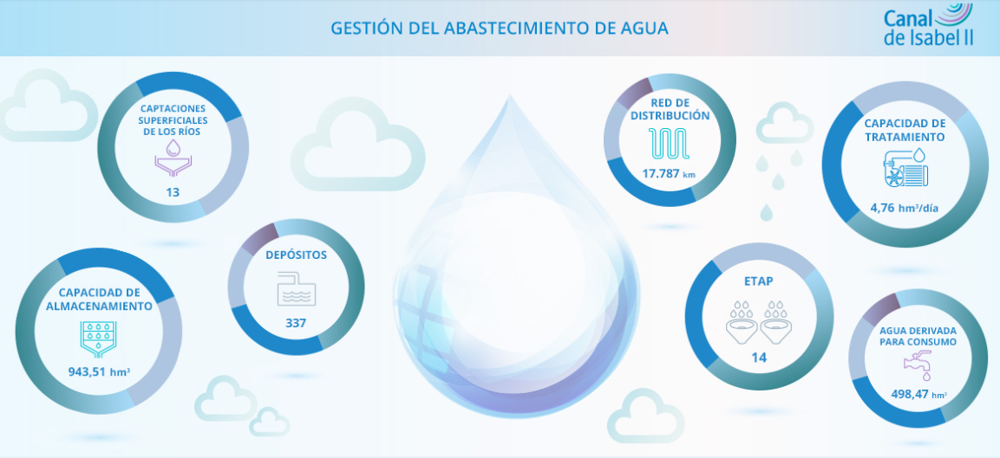 GESTIÓN DEL ABASTECIMIENTO DE AGUA
Canal
de Isabel II
CAPTACIONES
SUPERFICIALES
DE LOS RÍOS
13
CAPACIDAD DE
ALMACENAMIENTO
943,51 hm³
DEPÓSITOS
337
RED DE
DISTRIBUCIÓN
17.787 km
CAPACIDAD DE
TRATAMIENTO
4,76 hm³/día
ETAP
14
AGUA DERIVADA
PARA CONSUMO
498,47 hm³